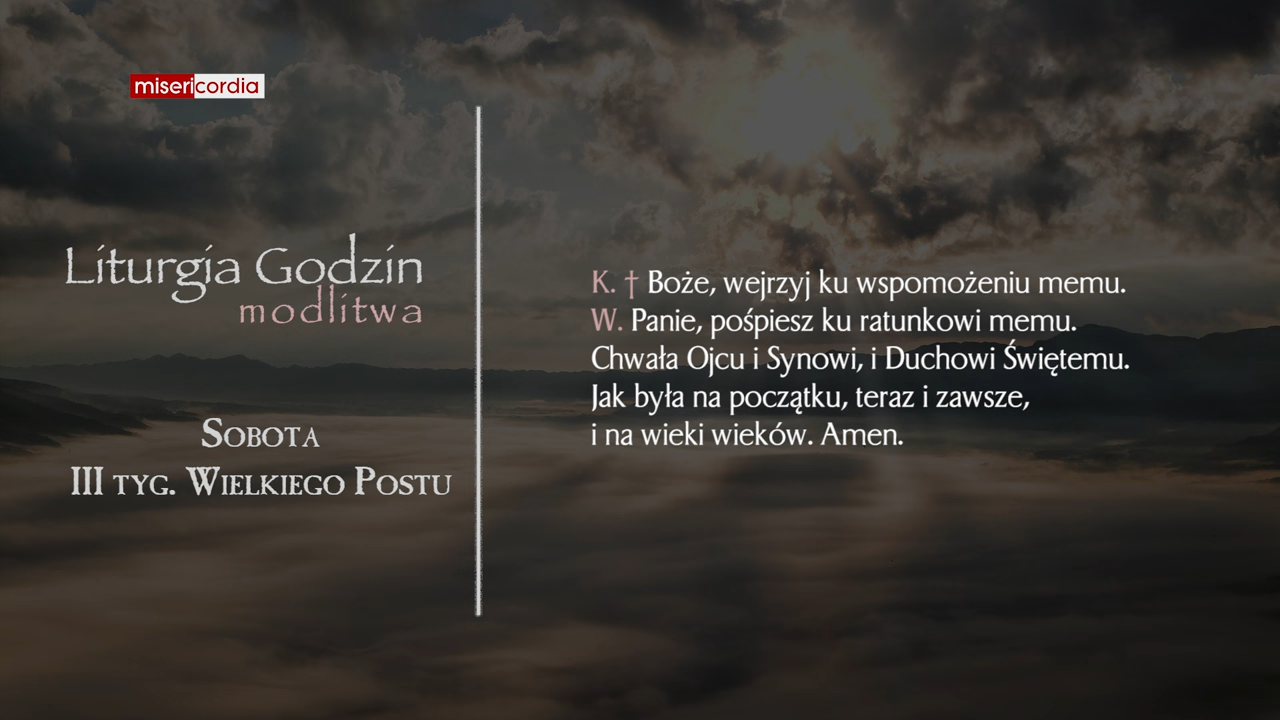 misericordia
Liturgia Godzin
modlitwa
Sobota
III tyg. Wielkiego Postu
K. † Boże, wejrzyj ku wspomożeniu memu.
W. Panie, pośpiesz ku ratunkowi memu.
Chwała Ojcu i Synowi, i Duchowi Świętemu.
Jak była na początku, teraz i zawsze,
i na wieki wieków. Amen.